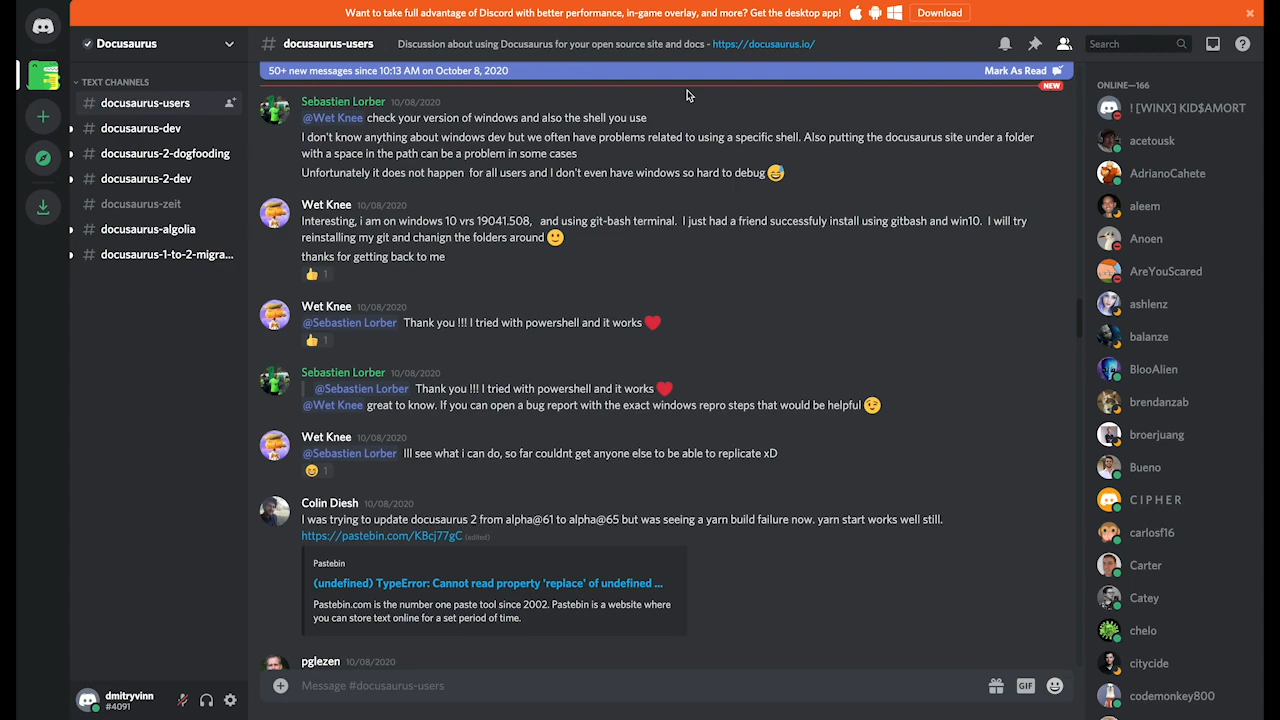 Want to take full advantage of Discord with better performance, in-game overlay, and more? Get the desktop app!
Download
Docusaurus
# docusaurus-users
Discussion about using Docusaurus for your open source site and docs - https://docusaurus.io/
Search
TEXT CHANNELS
# docusaurus-users
# docusaurus-dev
# docusaurus-2-dogfooding
# docusaurus-2-dev
# docusaurus-zeit
# docusaurus-algolia
# docusaurus-1-to-2-migra...
dmitryvinn
#4091
50+ new messages since 10:13 AM on October 8, 2020
Mark As Read
NEW
Sebastien Lorber 10/08/2020
@Wet Knee check your version of windows and also the shell you use
I don't know anything about windows dev but we often have problems related to using a specific shell. Also putting the docusaurus site under a folder
with a space in the path can be a problem in some cases
Unfortunately it does not happen for all users and I don't even have windows so hard to debug 😅
Wet Knee 10/08/2020
Interesting, i am on windows 10 vrs 19041.508, and using git-bash terminal. I just had a friend successfuly install using gitbash and win10. I will try
reinstalling my git and chanign the folders around 🙂
thanks for getting back to me
👍 1
Wet Knee 10/08/2020
@Sebastien Lorber Thank you !!! I tried with powershell and it works ❤️
👍 1
Sebastien Lorber 10/08/2020
@Sebastien Lorber Thank you !!! I tried with powershell and it works ❤️
@Wet Knee great to know. If you can open a bug report with the exact windows repro steps that would be helpful 😉
Wet Knee 10/08/2020
@Sebastien Lorber Ill see what i can do, so far couldnt get anyone else to be able to replicate xD
😄 1
Colin Diesh 10/08/2020
I was trying to update docusaurus 2 from alpha@61 to alpha@65 but was seeing a yarn build failure now. yarn start works well still.
https://pastebin.com/KBcj77gC (edited)
Pastebin
(undefined) TypeError: Cannot read property 'replace' of undefined ...
Pastebin.com is the number one paste tool since 2002. Pastebin is a website where
you can store text online for a set period of time.
pglezen 10/08/2020
Message #docusaurus-users
GIF
ONLINE—166
! [WINX] KID$AMORT
acetousk
AdrianoCahete
aleem
Anoen
AreYouScared
ashlenz
balanze
BlooAlien
brendanzab
broerjuang
Bueno
C I P H E R
carlosf16
Carter
Catey
chelo
citycide
codemonkey800